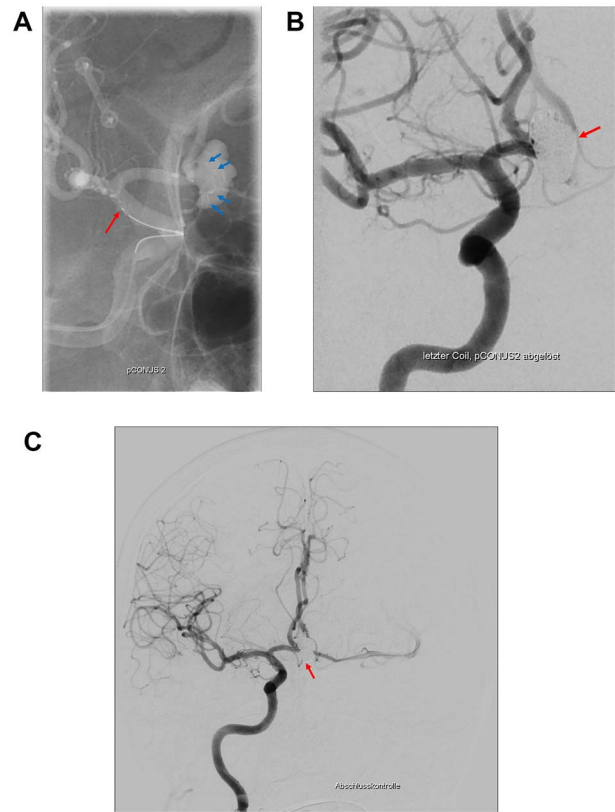 A
B
pCONUS 2
letzter Coil, pCONUS2 abgelöst
C
Abschlusskontrolle